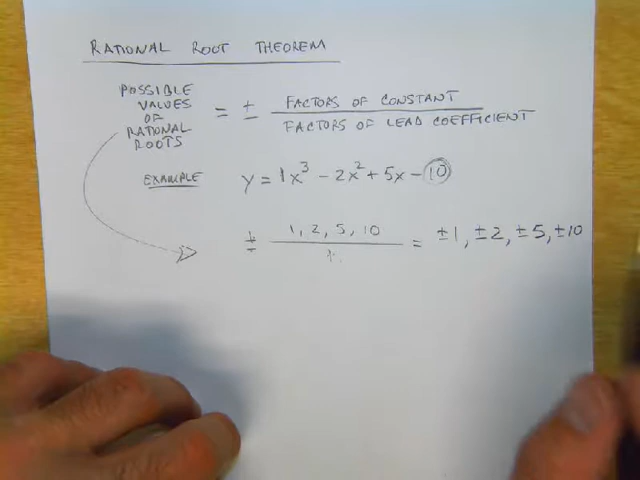 RATIONAL ROOT THEOREM
POSSIBLE
VALUES
OF
RATIONAL
ROOTS
= ± FACTORS OF CONSTANT
FACTORS OF LEAD COEFFICIENT
EXAMPLE y = 1x³ - 2x² + 5x - 10
± 1, 2, 5, 10 = ±1, ±2, ±5, ±10